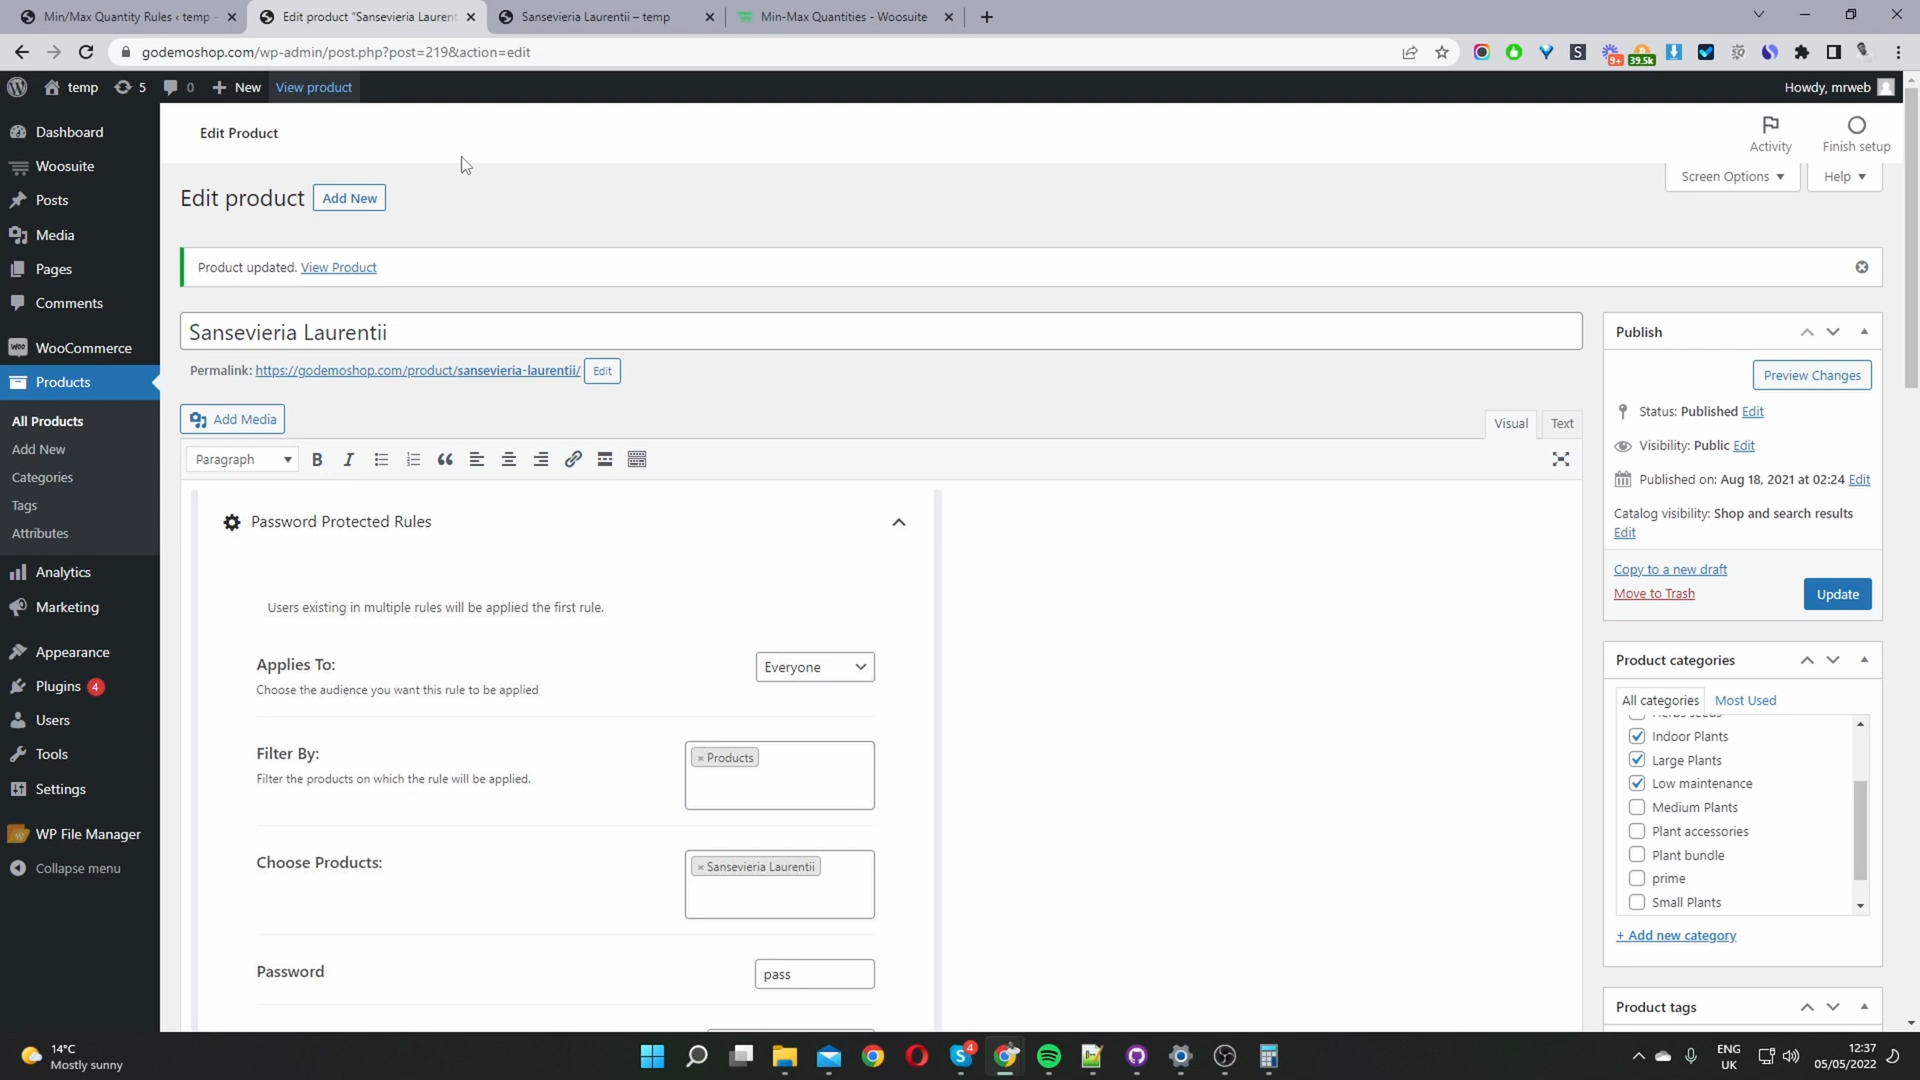 Min/Max Quantity Rules ‹ temp –
Edit product “Sansevieria Laurent
Sansevieria Laurentii – temp
Min-Max Quantities - Woosuite
godemoshop.com/wp-admin/post.php?post=219&action=edit
9+
39.5k
temp
5
0
New
View product
Howdy, mrweb
Dashboard
Woosuite
Posts
Media
Pages
Comments
WooCommerce
Products
All Products
Add New
Categories
Tags
Attributes
Analytics
Marketing
Appearance
Plugins 4
Users
Tools
Settings
WP File Manager
Collapse menu
Edit Product
Activity
Finish setup
Screen Options
Help
Edit product
Add New
Product updated. View Product
Sansevieria Laurentii
Permalink: https://godemoshop.com/product/sansevieria-laurentii/ Edit
Add Media
Visual
Text
Paragraph
Password Protected Rules
Users existing in multiple rules will be applied the first rule.
Applies To:
Everyone
Choose the audience you want this rule to be applied
Filter By:
× Products
Filter the products on which the rule will be applied.
Choose Products:
× Sansevieria Laurentii
Password
pass
Publish
Preview Changes
Status: Published Edit
Visibility: Public Edit
Published on: Aug 18, 2021 at 02:24 Edit
Catalog visibility: Shop and search results
Edit
Copy to a new draft
Move to Trash
Update
Product categories
All categories
Most Used
Herbs seeds
Indoor Plants
Large Plants
Low maintenance
Medium Plants
Plant accessories
Plant bundle
prime
Small Plants
+ Add new category
Product tags
14°C
Mostly sunny
4
ENG
UK
12:37
05/05/2022